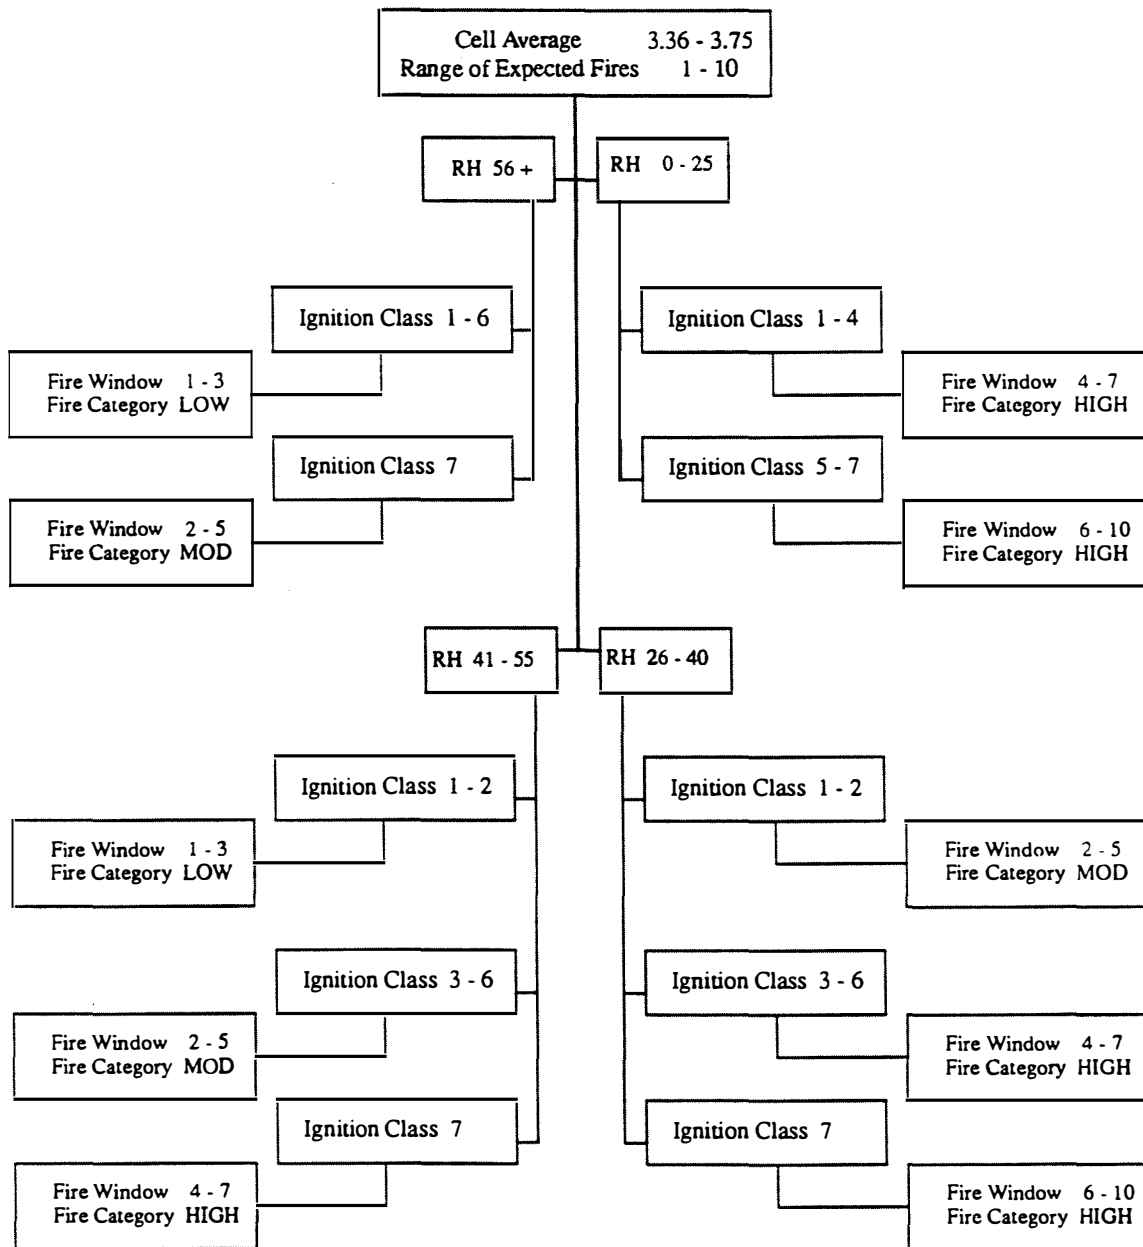 Cell Average 3.36 - 3.75
Range of Expected Fires 1 - 10
RH 56 +
RH 0 - 25
Ignition Class 1 - 6
Ignition Class 1 - 4
Fire Window 1 - 3
Fire Category LOW
Fire Window 4 - 7
Fire Category HIGH
Ignition Class 7
Ignition Class 5 - 7
Fire Window 2 - 5
Fire Category MOD
Fire Window 6 - 10
Fire Category HIGH
RH 41 - 55
RH 26 - 40
Ignition Class 1 - 2
Ignition Class 1 - 2
Fire Window 1 - 3
Fire Category LOW
Fire Window 2 - 5
Fire Category MOD
Ignition Class 3 - 6
Ignition Class 3 - 6
Fire Window 2 - 5
Fire Category MOD
Fire Window 4 - 7
Fire Category HIGH
Ignition Class 7
Ignition Class 7
Fire Window 4 - 7
Fire Category HIGH
Fire Window 6 - 10
Fire Category HIGH